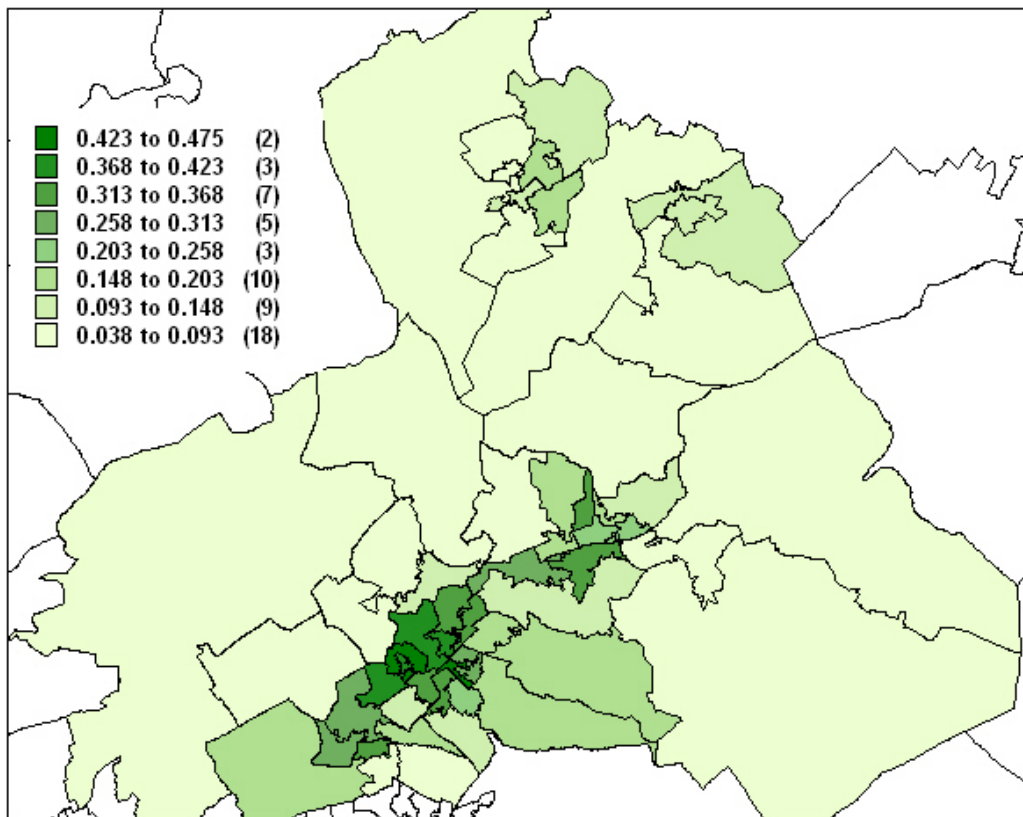 0.423 to 0.475 (2)
0.368 to 0.423 (3)
0.313 to 0.368 (7)
0.258 to 0.313 (5)
0.203 to 0.258 (3)
0.148 to 0.203 (10)
0.093 to 0.148 (9)
0.038 to 0.093 (18)